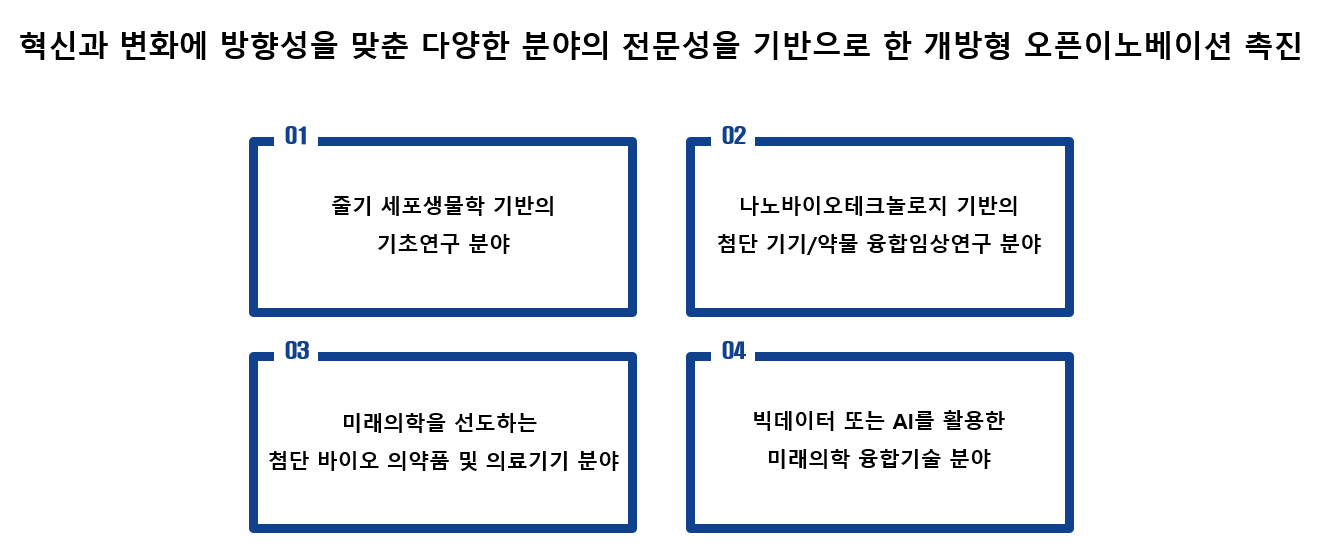 혁신과 변화에 방향성을 맞춘 다양한 분야의 전문성을 기반으로 한 개방형 오픈이노베이션 촉진
01
줄기 세포생물학 기반의
기초연구 분야
02
나노바이오테크놀로지 기반의
첨단 기기/약물 융합임상연구 분야
03
미래의학을 선도하는
첨단 바이오 의약품 및 의료기기 분야
04
빅데이터 또는 AI를 활용한
미래의학 융합기술 분야